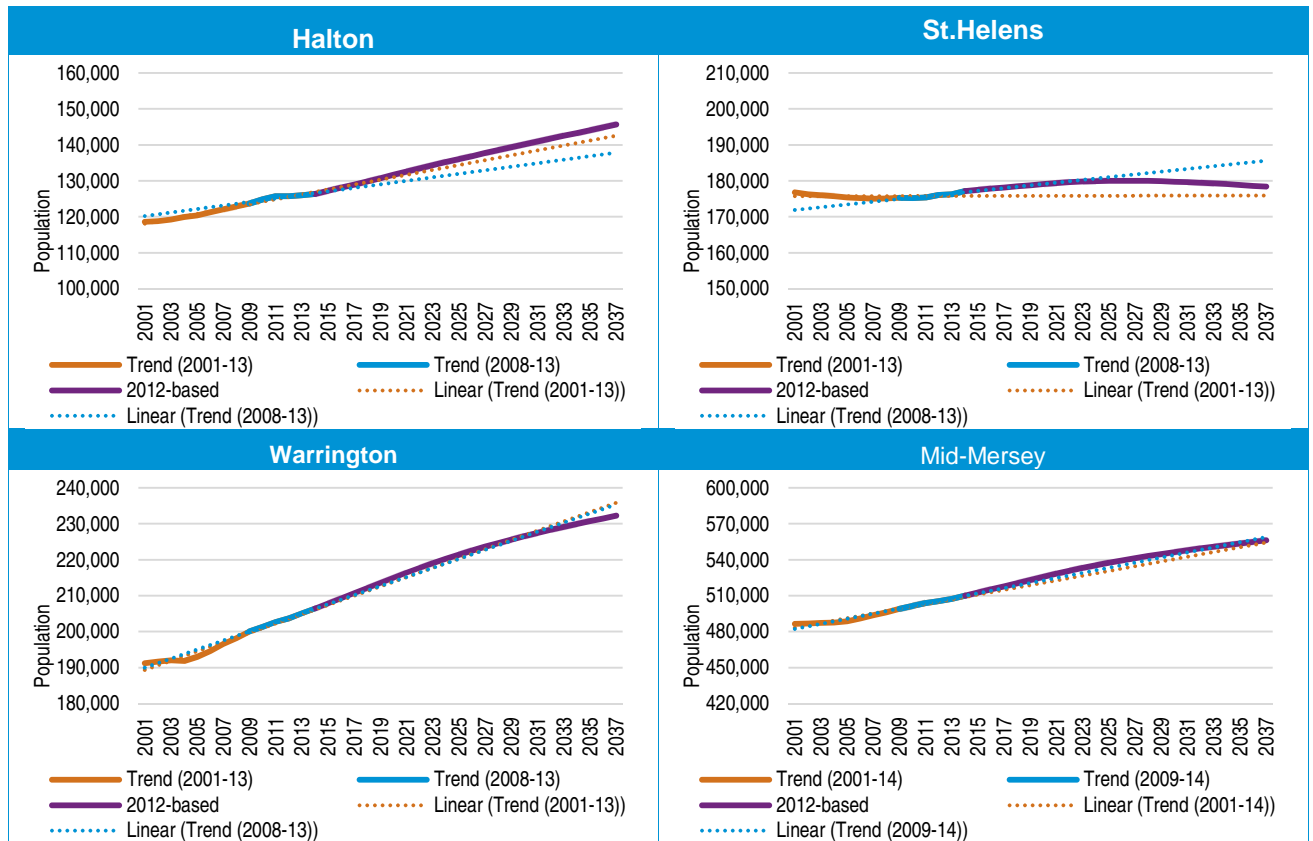 Halton
160,000
150,000
140,000
130,000
120,000
110,000
100,000
Population
2001 2003 2005 2007 2009 2011 2013 2015 2017 2019 2021 2023 2025 2027 2029 2031 2033 2035 2037
Trend (2001-13) Trend (2008-13)
2012-based Linear (Trend (2001-13))
Linear (Trend (2008-13))
St.Helens
210,000
200,000
190,000
180,000
170,000
160,000
150,000
Population
2001 2003 2005 2007 2009 2011 2013 2015 2017 2019 2021 2023 2025 2027 2029 2031 2033 2035 2037
Trend (2001-13) Trend (2008-13)
2012-based Linear (Trend (2001-13))
Linear (Trend (2008-13))
Warrington
240,000
230,000
220,000
210,000
200,000
190,000
180,000
Population
2001 2003 2005 2007 2009 2011 2013 2015 2017 2019 2021 2023 2025 2027 2029 2031 2033 2035 2037
Trend (2001-13) Trend (2008-13)
2012-based Linear (Trend (2001-13))
Linear (Trend (2008-13))
Mid-Mersey
600,000
570,000
540,000
510,000
480,000
450,000
420,000
Population
2001 2003 2005 2007 2009 2011 2013 2015 2017 2019 2021 2023 2025 2027 2029 2031 2033 2035 2037
Trend (2001-14) Trend (2009-14)
2012-based Linear (Trend (2001-14))
Linear (Trend (2009-14))